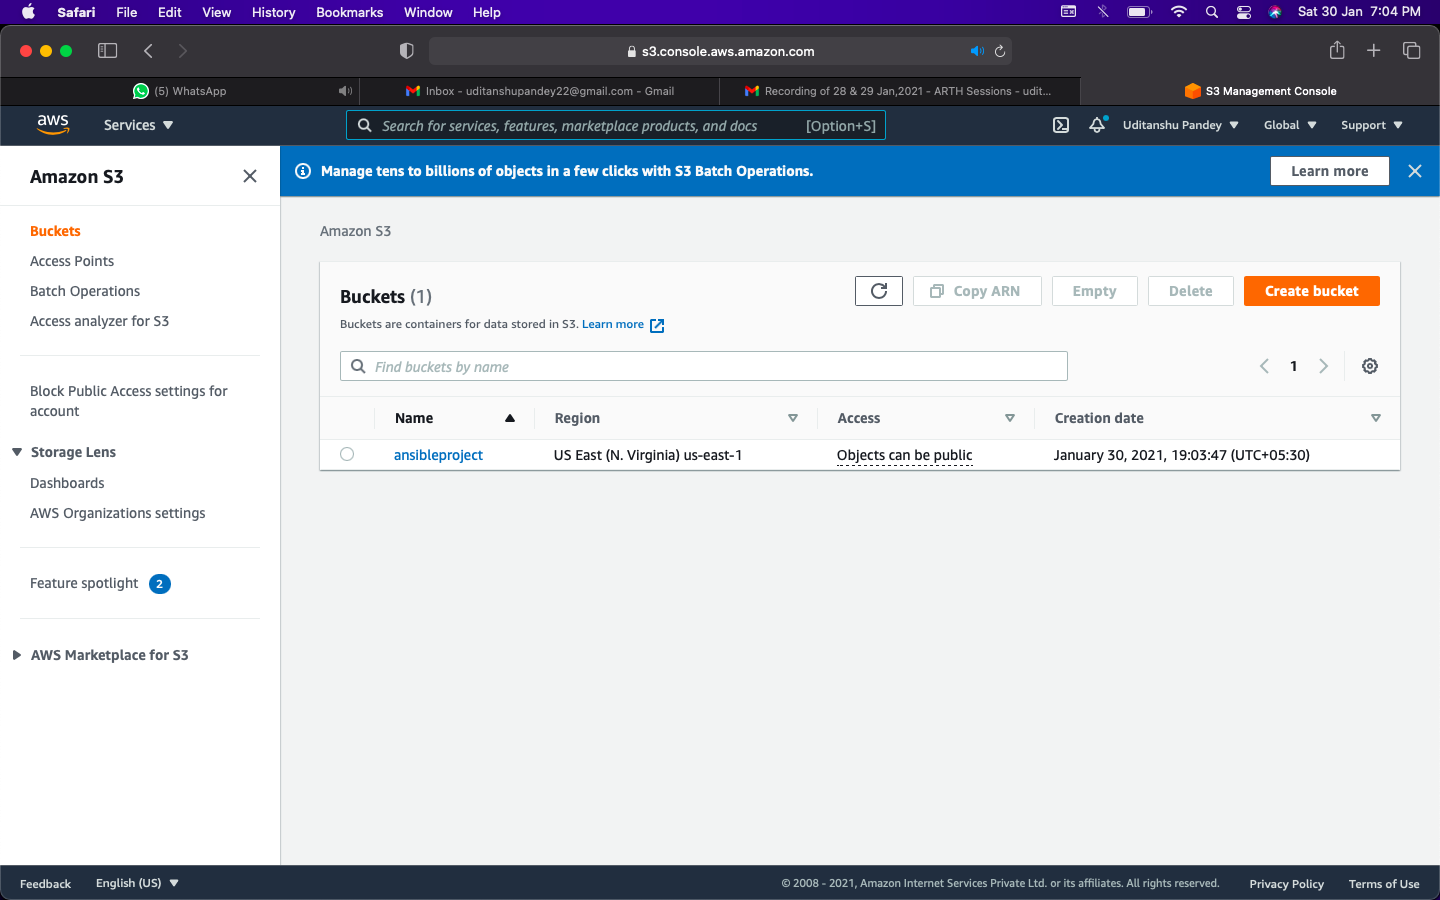 Safari File Edit View History Bookmarks Window Help Sat 30 Jan 7:04 PM
s3.console.aws.amazon.com
(5) WhatsApp Inbox – uditanshupandey22@gmail.com – Gmail Recording of 28 & 29 Jan,2021 - ARTH Sessions - udit... S3 Management Console
aws Services Search for services, features, marketplace products, and docs [Option+S] Uditanshu Pandey Global Support
Amazon S3
Manage tens to billions of objects in a few clicks with S3 Batch Operations. Learn more
Buckets
Access Points
Batch Operations
Access analyzer for S3
Block Public Access settings for
account
Storage Lens
Dashboards
AWS Organizations settings
Feature spotlight 2
AWS Marketplace for S3
Amazon S3
Buckets (1) Copy ARN Empty Delete Create bucket
Buckets are containers for data stored in S3. Learn more
Find buckets by name 1
Name Region Access Creation date
ansibleproject US East (N. Virginia) us-east-1 Objects can be public January 30, 2021, 19:03:47 (UTC+05:30)
Feedback English (US) © 2008 - 2021, Amazon Internet Services Private Ltd. or its affiliates. All rights reserved. Privacy Policy Terms of Use